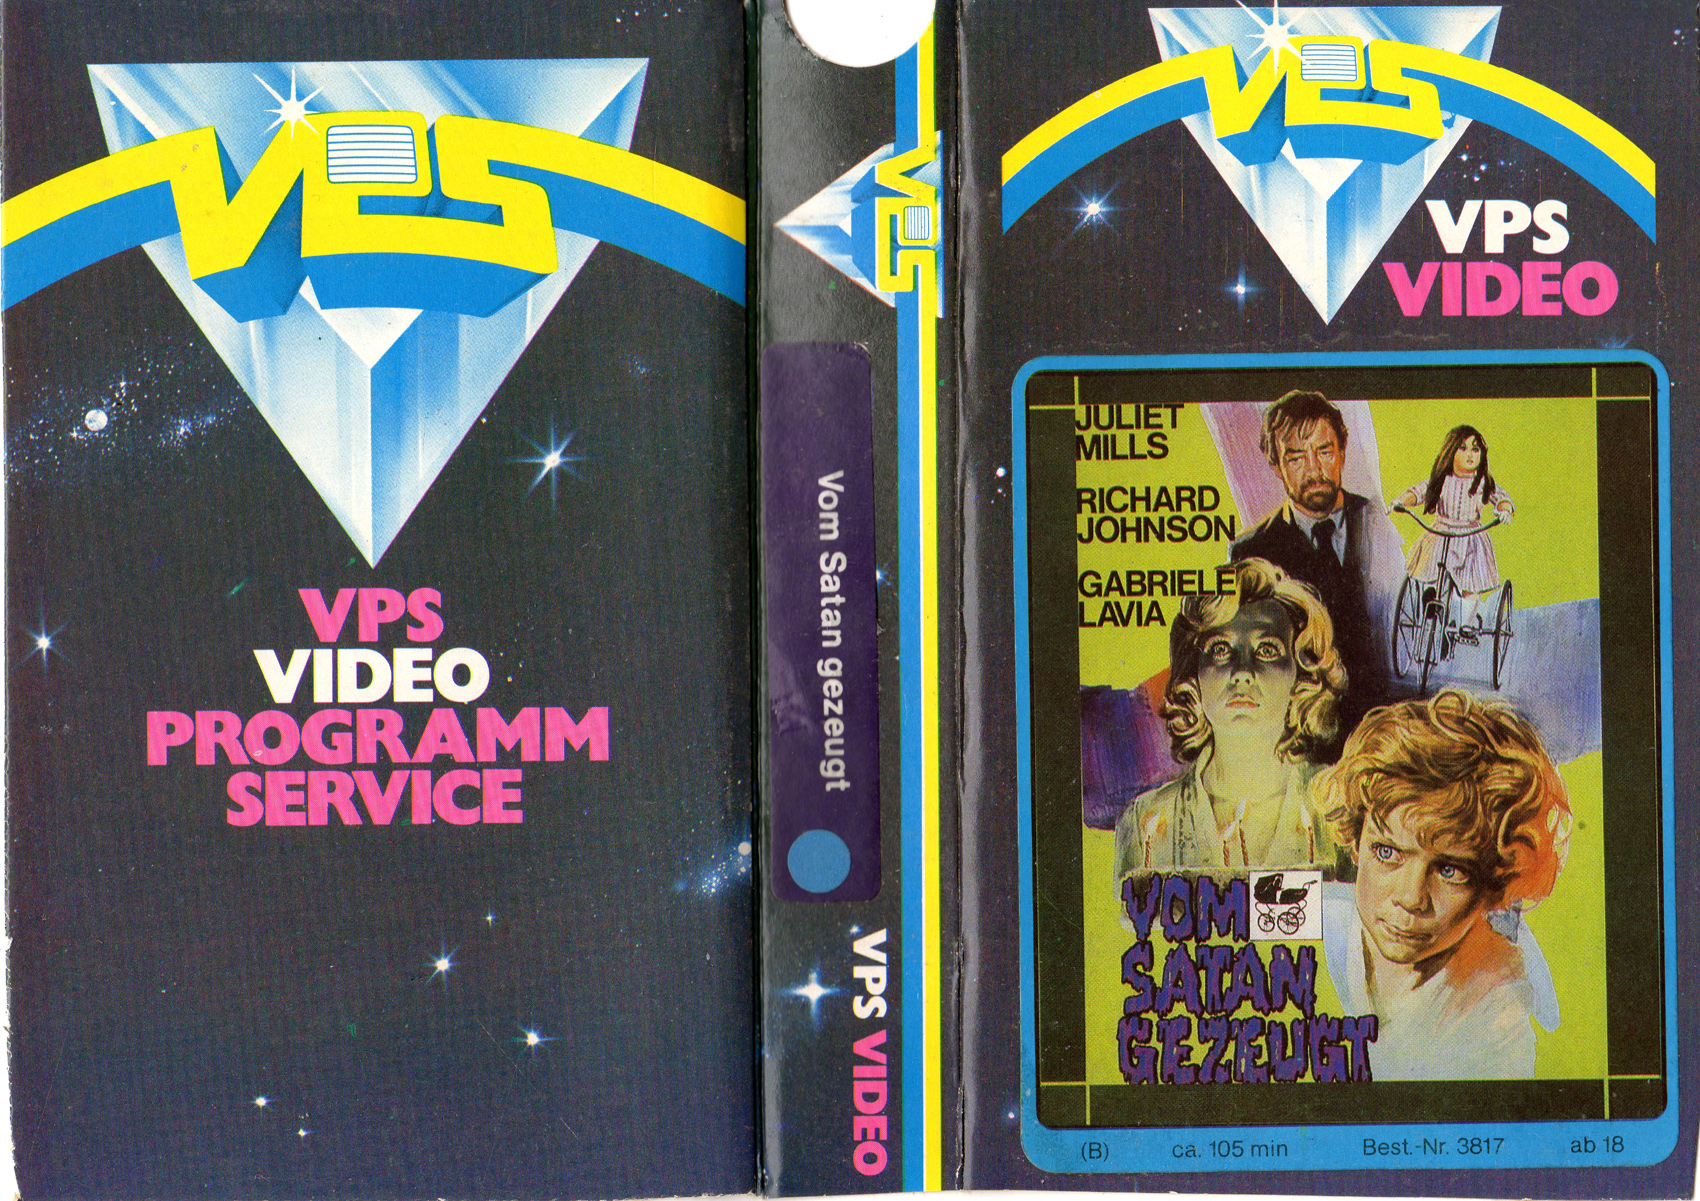 VPS
VPS
VIDEO
PROGRAMM
SERVICE
VPS
Vom Satan gezeugt
VPS VIDEO
VPS
VPS
VIDEO
JULIET
MILLS
RICHARD
JOHNSON
GABRIELE
LAVIA
VOM
SATAN
GEZEUGT
(B) ca. 105 min Best.-Nr. 3817 ab 18